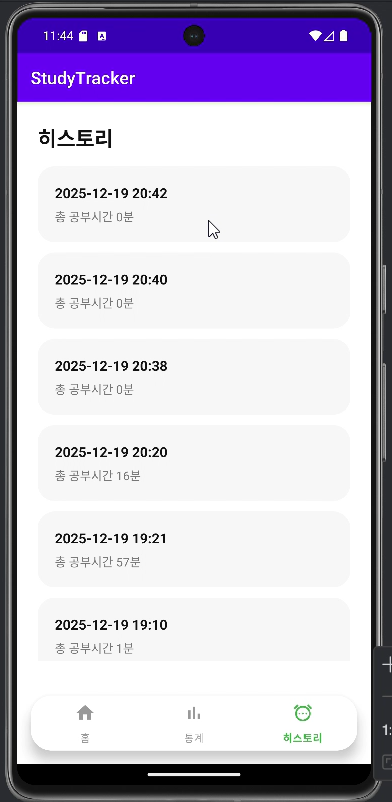 11:44
StudyTracker
히스토리
2025-12-19 20:42
총 공부시간 0분
2025-12-19 20:40
총 공부시간 0분
2025-12-19 20:38
총 공부시간 0분
2025-12-19 20:20
총 공부시간 16분
2025-12-19 19:21
총 공부시간 57분
2025-12-19 19:10
총 공부시간 1분
홈
통계
히스토리
1: